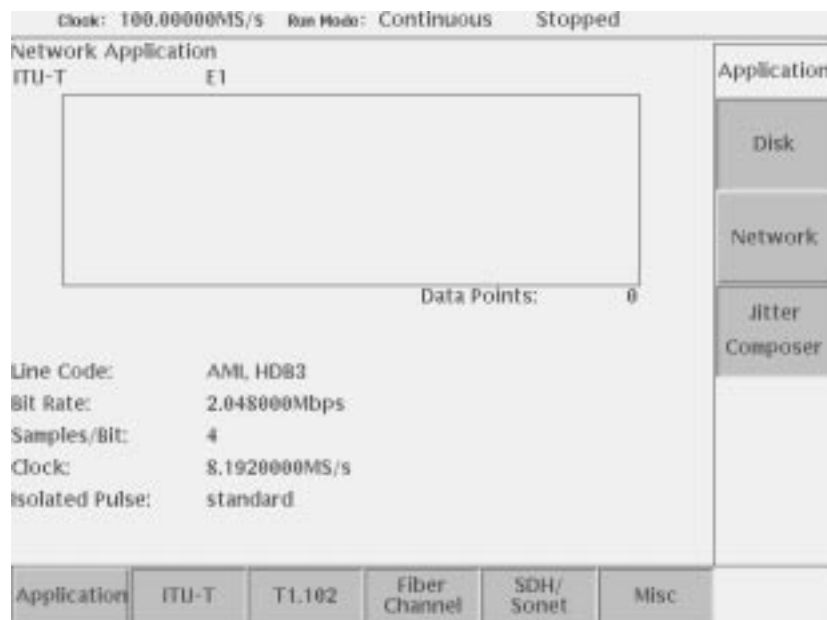 Clock: 100.00000MS/s Run Mode: Continuous Stopped
Network Application
ITU-T E1
Data Points: 0
Line Code: AMI, HDB3
Bit Rate: 2.048000Mbps
Samples/Bit: 4
Clock: 8.1920000MS/s
Isolated Pulse: standard
Application
Disk
Network
Jitter
Composer
Application
ITU-T
T1.102
Fiber
Channel
SDH/
Sonet
Misc